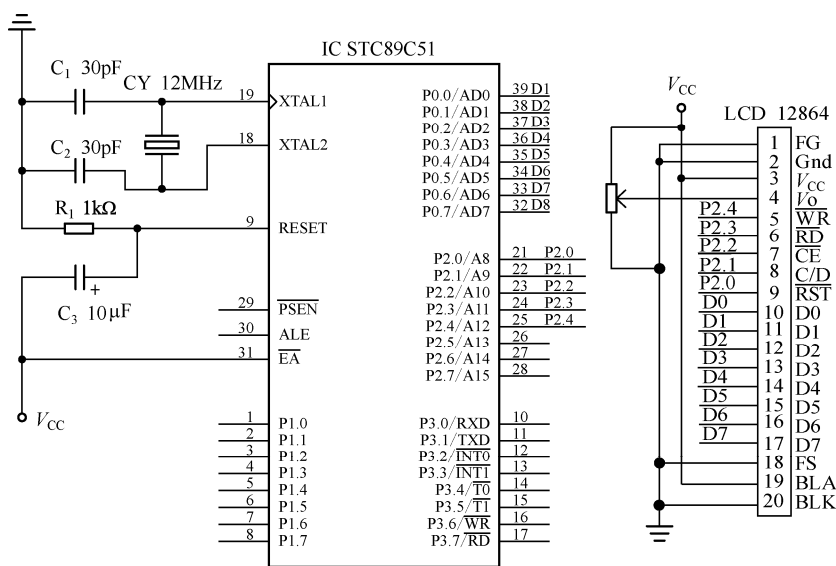 IC STC89C51
C1 30pF
CY 12MHz
19 XTAL1
C2 30pF
18 XTAL2
R1 1kΩ
9 RESET
C3 10μF
+
29 PSEN
30 ALE
31 EA
VCC
1 P1.0
2 P1.1
3 P1.2
4 P1.3
5 P1.4
6 P1.5
7 P1.6
8 P1.7
P0.0/AD0 39 D1
P0.1/AD1 38 D2
P0.2/AD2 37 D3
P0.3/AD3 36 D4
P0.4/AD4 35 D5
P0.5/AD5 34 D6
P0.6/AD6 33 D7
P0.7/AD7 32 D8
P2.0/A8 21 P2.0
P2.1/A9 22 P2.1
P2.2/A10 23 P2.2
P2.3/A11 24 P2.3
P2.4/A12 25 P2.4
P2.5/A13 26
P2.6/A14 27
P2.7/A15 28
P3.0/RXD 10
P3.1/TXD 11
P3.2/INT0 12
P3.3/INT1 13
P3.4/T0 14
P3.5/T1 15
P3.6/WR 16
P3.7/RD 17
VCC
LCD 12864
1 FG
2 Gnd
3 VCC
4 Vo
P2.4 5 WR
P2.3 6 RD
P2.2 7 CE
P2.1 8 C/D
P2.0 9 RST
D0 10 D0
D1 11 D1
D2 12 D2
D3 13 D3
D4 14 D4
D5 15 D5
D6 16 D6
D7 17 D7
18 FS
19 BLA
20 BLK